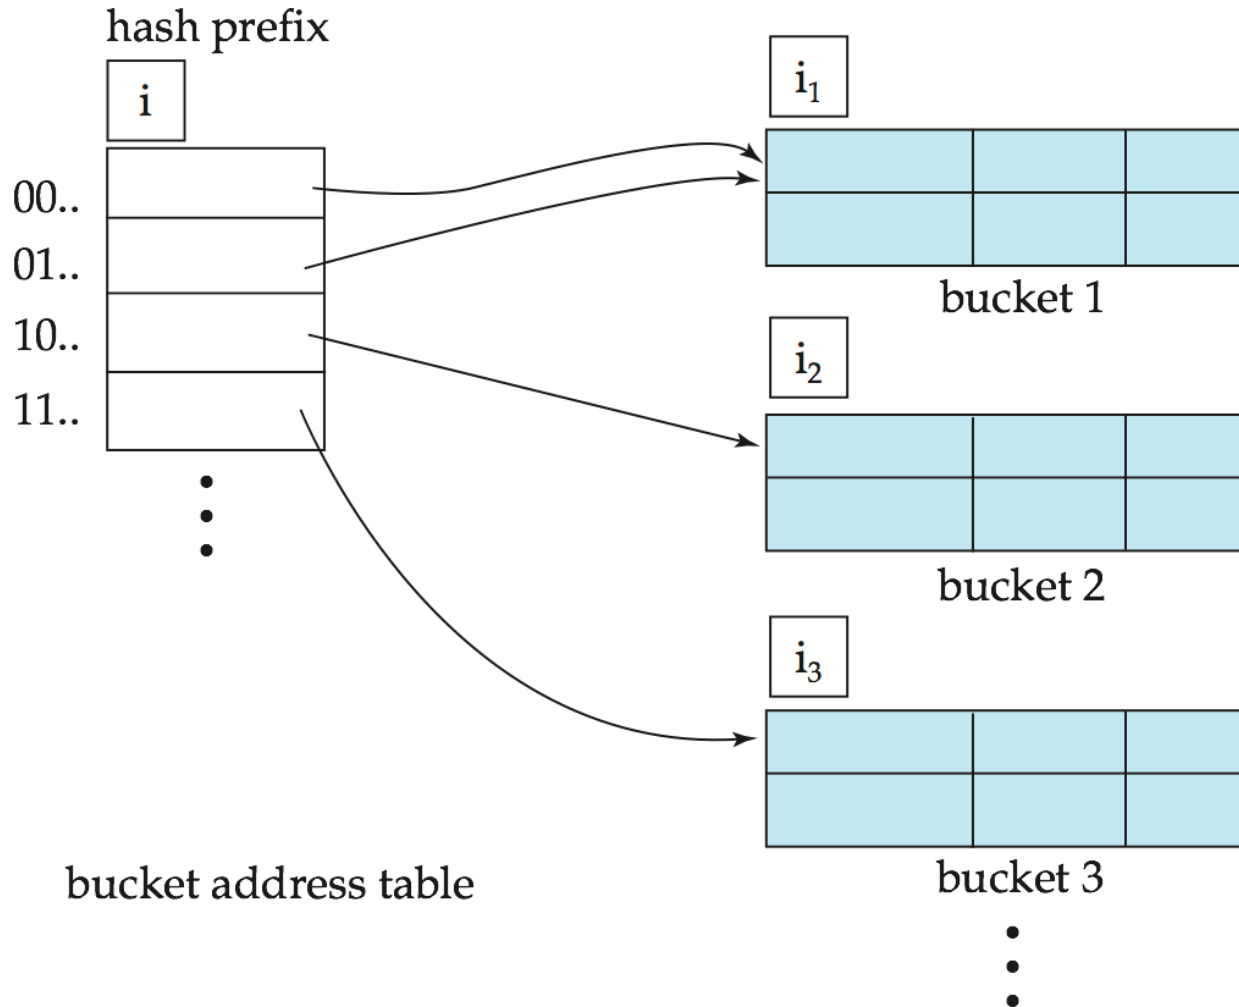 hash prefix
i
00..
01..
10..
11..
bucket address table
i₁
bucket 1
i₂
bucket 2
i₃
bucket 3